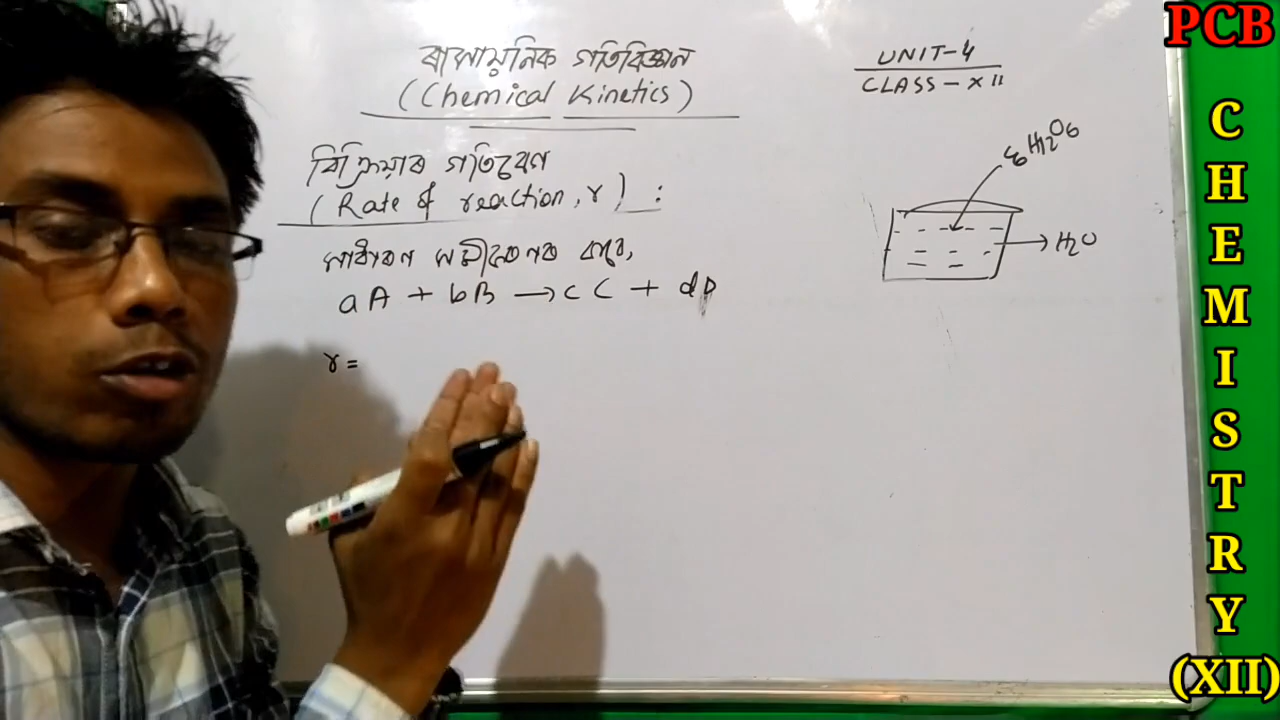 ৰাসায়নিক গতিবিজ্ঞান
(Chemical Kinetics)
UNIT-4
CLASS-XII
বিক্ৰিয়াৰ গতিবেগ
(Rate of reaction, r) :
সাধাৰণ সমীকৰণৰ বাবে,
aA + bB → cC + dD
r =
H₂O
PCB
CHEMISTRY
(XII)